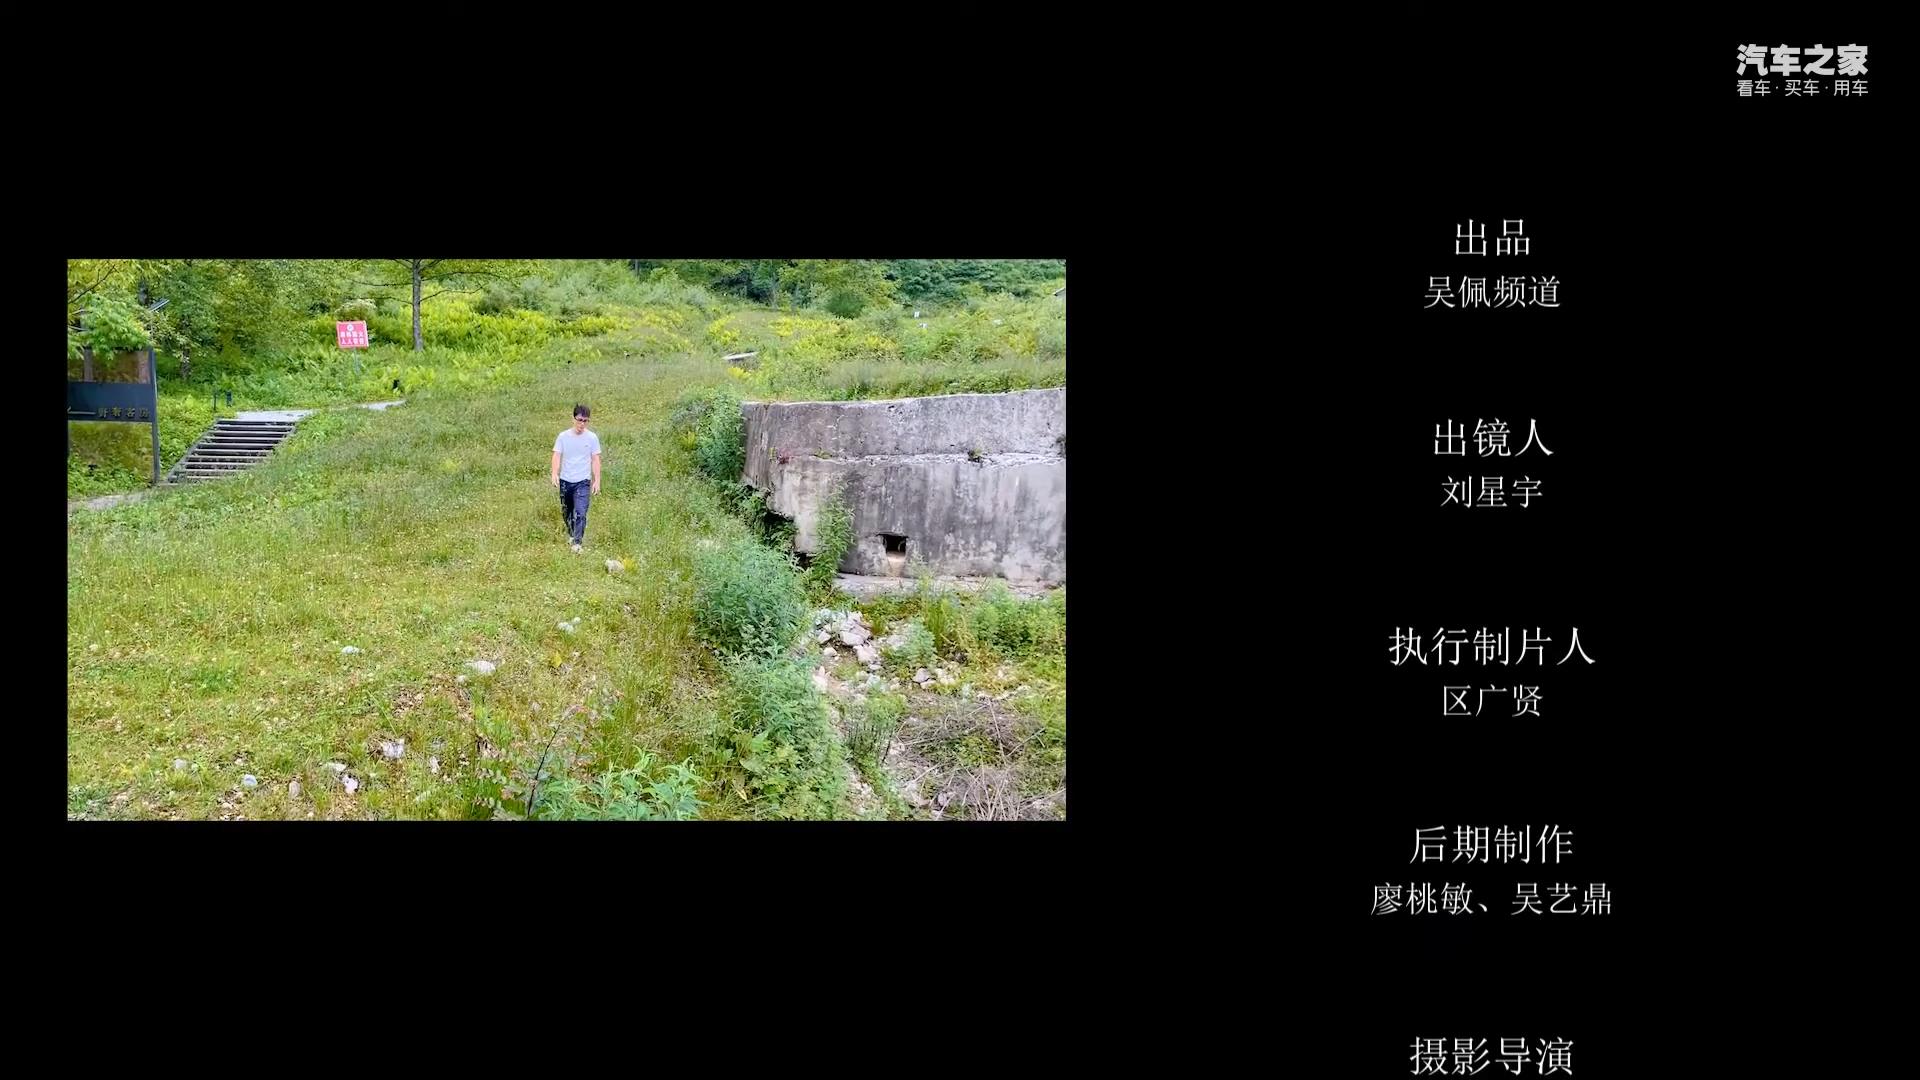 汽车之家
看车·买车·用车
出品
吴佩频道
出镜人
刘星宇
执行制片人
区广贤
后期制作
廖桃敏、吴艺鼎
摄影导演